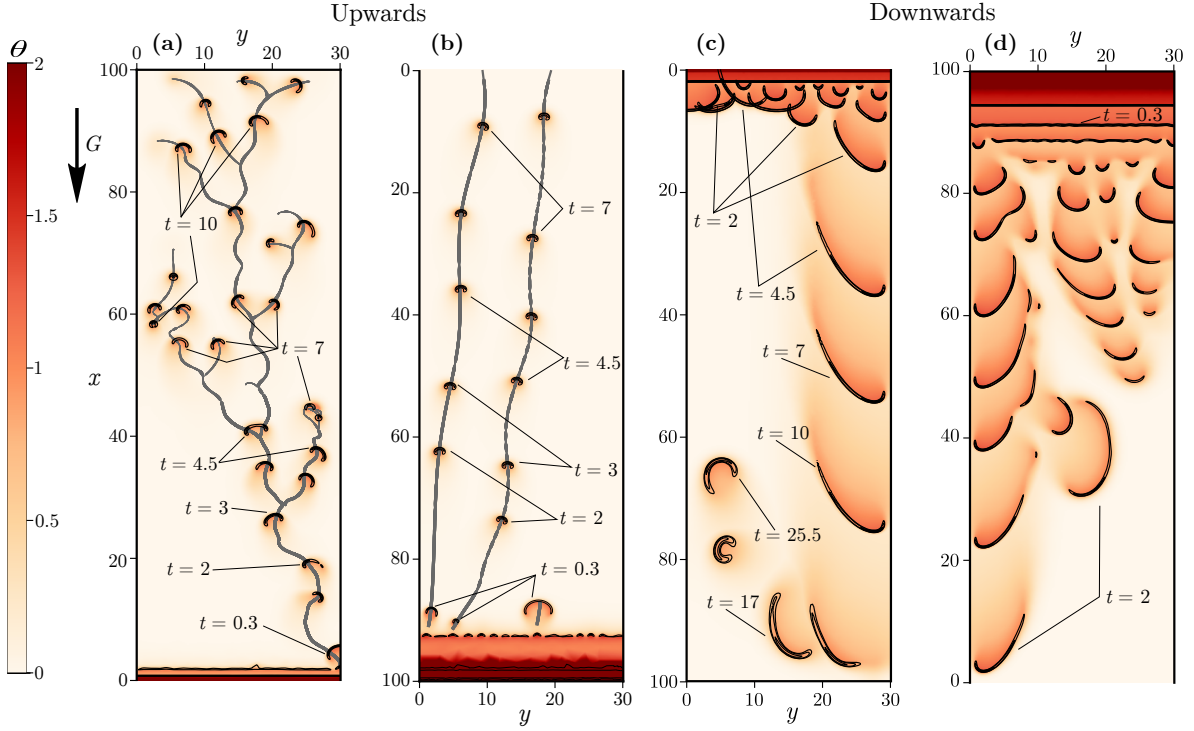 Upwards
Downwards
θ
2
1.5
1
0.5
0
G
(a)
y
0 10 20 30
100
80
60
x
40
20
0
t = 10
t = 7
t = 4.5
t = 3
t = 2
t = 0.3
(b)
0
20
40
60
80
100
t = 7
t = 4.5
t = 3
t = 2
t = 0.3
0 10 20 30
y
(c)
0
20
40
60
80
100
t = 2
t = 4.5
t = 7
t = 10
t = 25.5
t = 17
0 10 20 30
y
(d)
y
0 10 20 30
100
80
60
40
20
0
t = 0.3
t = 2